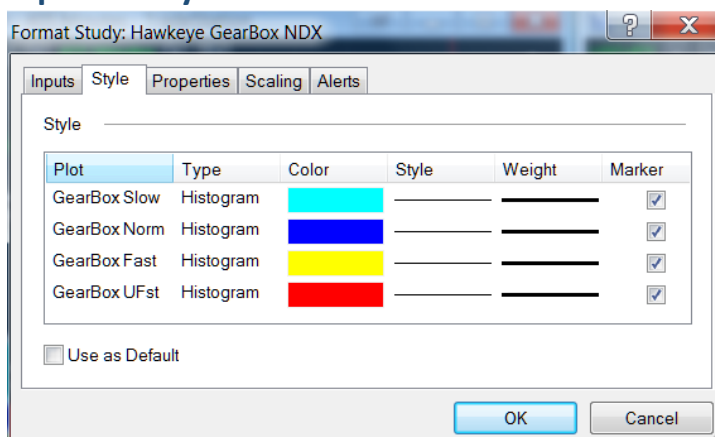 Format Study: Hawkeye GearBox NDX
Inputs Style Properties Scaling Alerts
Style
Plot Type Color Style Weight Marker
GearBox Slow Histogram
GearBox Norm Histogram
GearBox Fast Histogram
GearBox UFst Histogram
Use as Default
OK Cancel